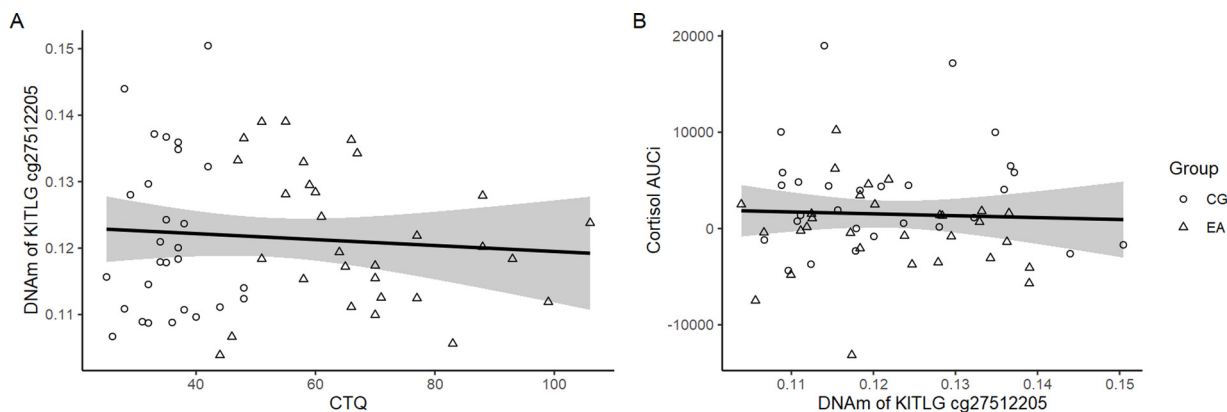 A
0.15
0.14
0.13
0.12
0.11
DNAm of KITLG cg27512205
40 60 80 100
CTQ
B
20000
10000
0
-10000
Cortisol AUCi
0.11 0.12 0.13 0.14 0.15
DNAm of KITLG cg27512205
Group
CG
EA